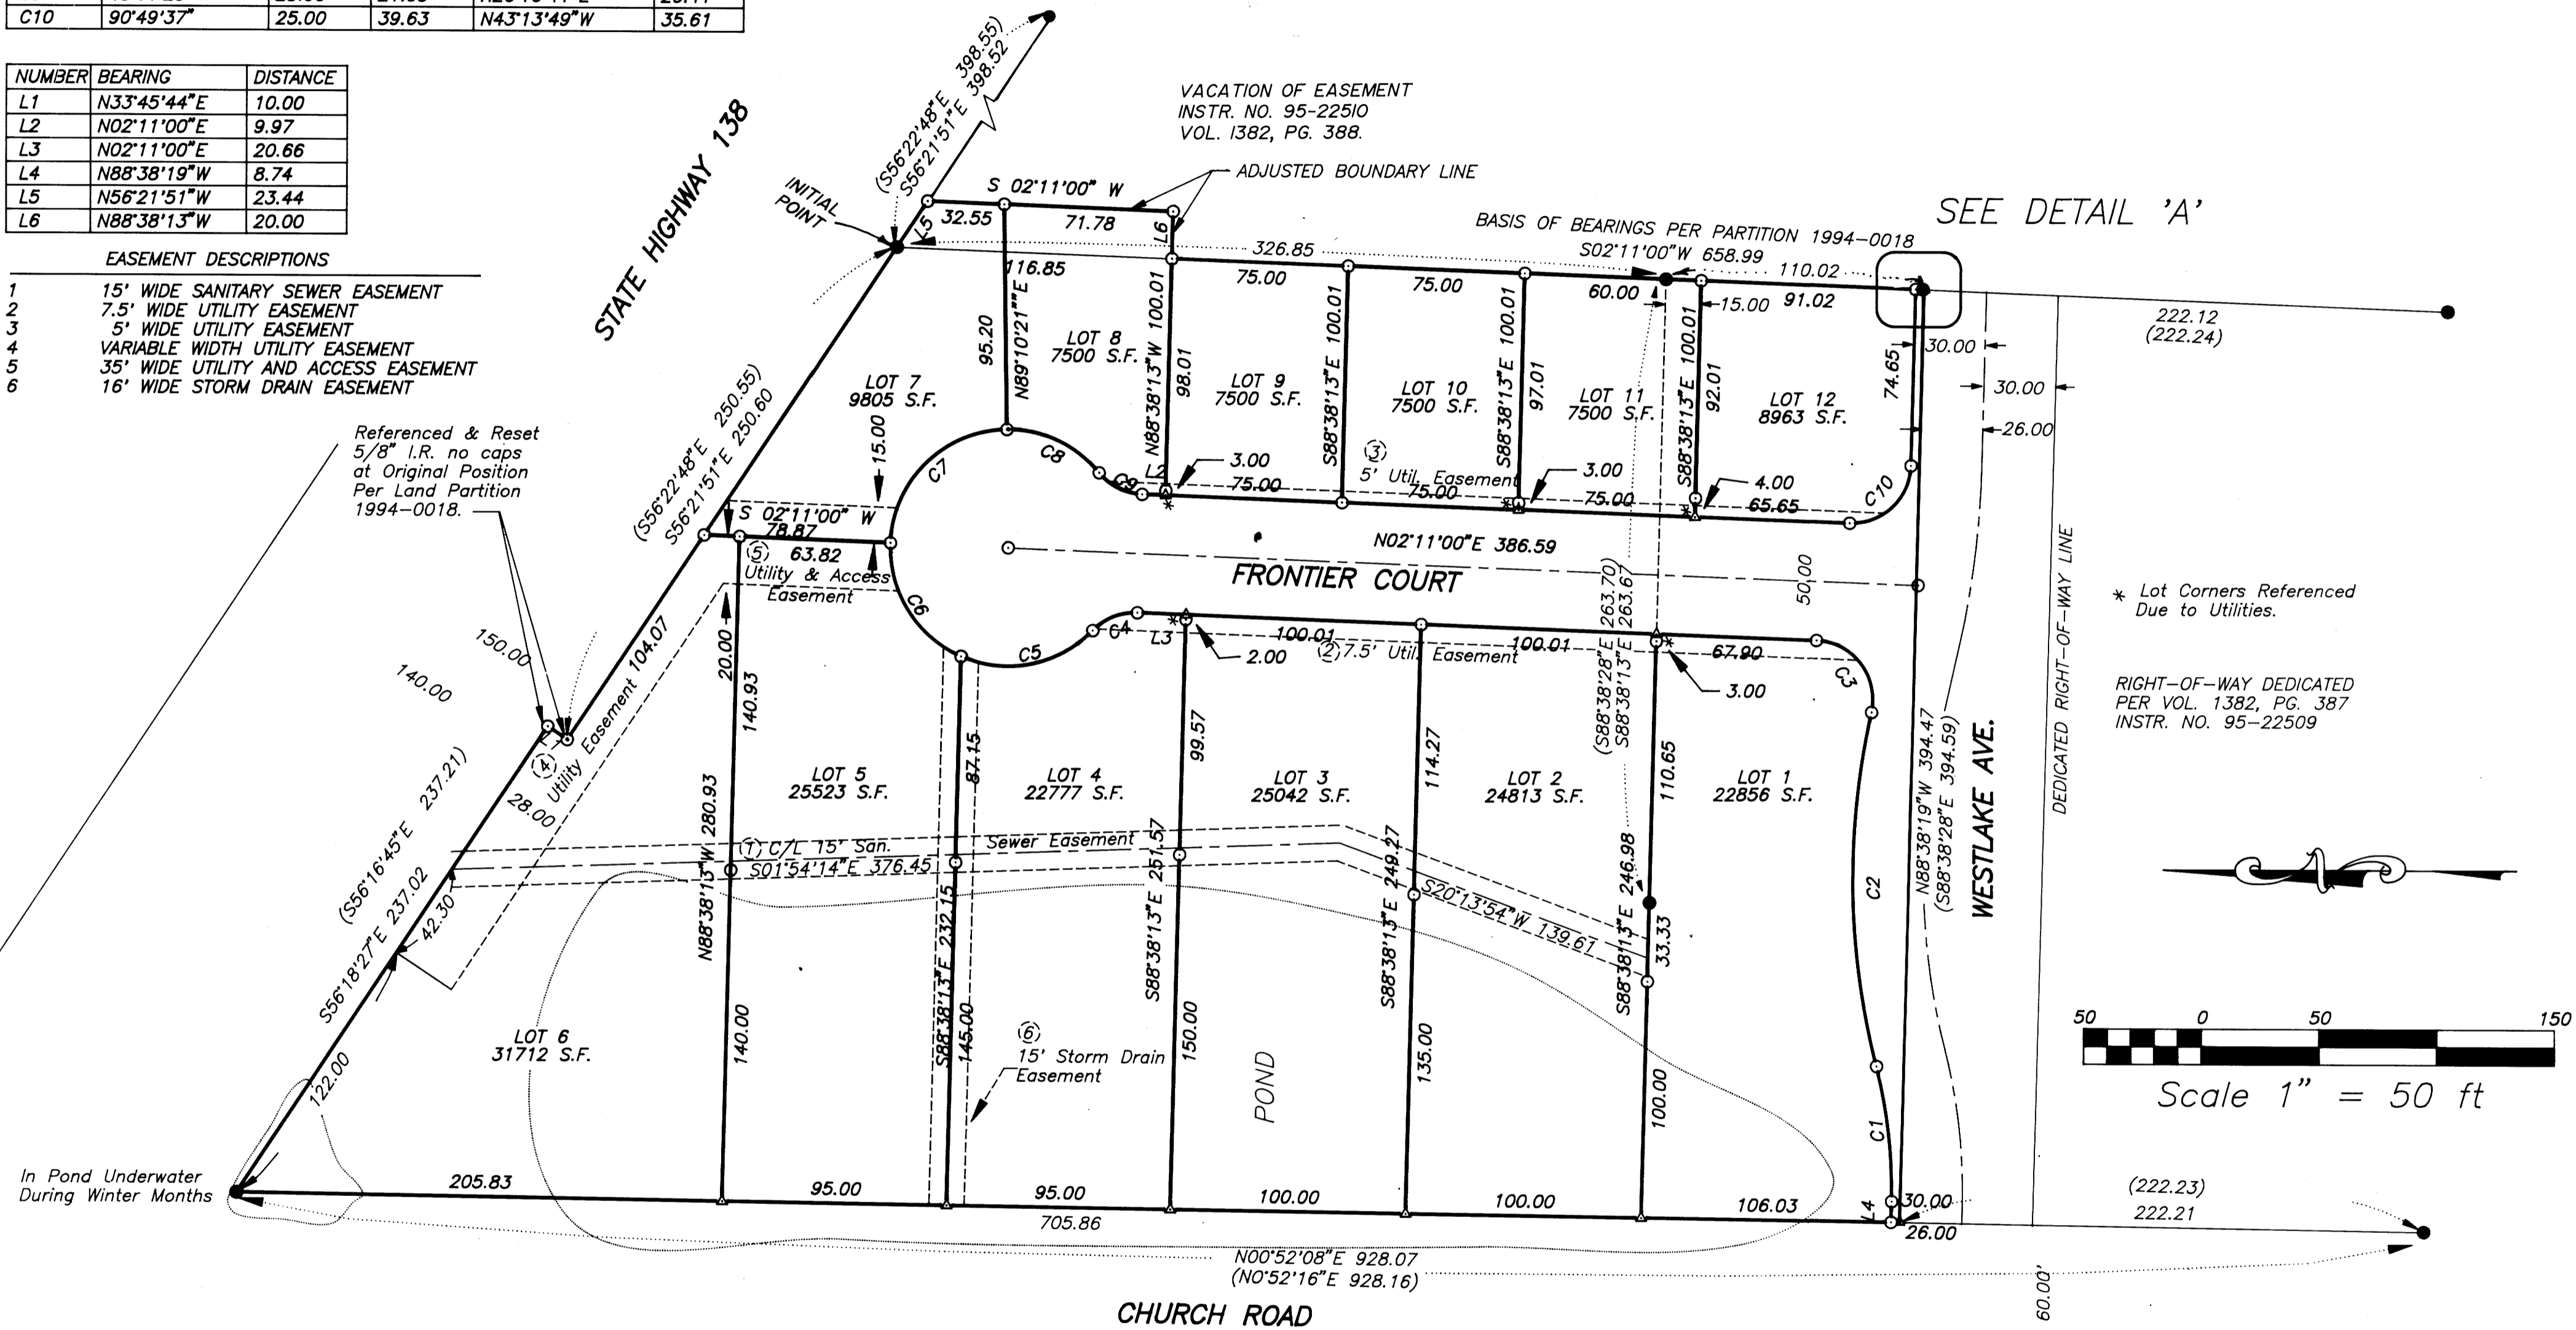 C10 90°49'37" 25.00 39.63 N43°13'49"W 35.61
NUMBER BEARING DISTANCE
L1 N33°45'44"E 10.00
L2 N02°11'00"E 9.97
L3 N02°11'00"E 20.66
L4 N88°38'19"W 8.74
L5 N56°21'51"W 23.44
L6 N88°38'13"W 20.00
EASEMENT DESCRIPTIONS
1 15' WIDE SANITARY SEWER EASEMENT
2 7.5' WIDE UTILITY EASEMENT
3 5' WIDE UTILITY EASEMENT
4 VARIABLE WIDTH UTILITY EASEMENT
5 35' WIDE UTILITY AND ACCESS EASEMENT
6 16' WIDE STORM DRAIN EASEMENT
STATE HIGHWAY 138
(S56°22'48"E 398.55)
S56°21'51"E 398.52
VACATION OF EASEMENT
INSTR. NO. 95-22510
VOL. 1382, PG. 388.
ADJUSTED BOUNDARY LINE
INITIAL
POINT
S 02°11'00" W
32.55
71.78
L5
L6
BASIS OF BEARINGS PER PARTITION 1994-0018
S02°11'00"W 658.99
326.85
110.02
SEE DETAIL 'A'
116.85
75.00
75.00
60.00
15.00
91.02
222.12
(222.24)
30.00
30.00
26.00
95.20
N89°10'21"E
LOT 8
7500 S.F.
N88°38'13"W 100.01
98.01
LOT 9
7500 S.F.
S88°38'13"E 100.01
LOT 10
7500 S.F.
S88°38'13"E 100.01
97.01
LOT 11
7500 S.F.
S88°38'13"E 100.01
92.01
LOT 12
8963 S.F.
74.65
LOT 7
9805 S.F.
15.00
(S56°22'48"E 250.55)
S56°21'51"E 250.60
Referenced & Reset
5/8" I.R. no caps
at Original Position
Per Land Partition
1994-0018.
C7
C8
C9
L2
3.00
75.00
3
5' Util. Easement
75.00
3.00
75.00
4.00
65.65
C10
S 02°11'00" W
78.87
63.82
5
Utility & Access
Easement
N02°11'00"E 386.59
FRONTIER COURT
50.00
DEDICATED RIGHT-OF-WAY LINE
* Lot Corners Referenced
Due to Utilities.
RIGHT-OF-WAY DEDICATED
PER VOL. 1382, PG. 387
INSTR. NO. 95-22509
C6
C5
C4
L3
2.00
100.01
2 7.5' Util. Easement
100.01
67.90
3.00
C3
(S88°38'28"E 263.70)
S88°38'13"E 263.67
150.00
140.00
104.07
20.00
4
Utility Easement
28.00
140.93
N88°38'13"W 280.93
LOT 5
25523 S.F.
87.15
LOT 4
22777 S.F.
99.57
LOT 3
25042 S.F.
114.27
LOT 2
24813 S.F.
110.65
LOT 1
22856 S.F.
C2
N88°38'19"W 394.47
(S88°38'28"E 394.59)
WESTLAKE AVE.
(S56°16'45"E 237.21)
S56°18'27"E 237.02
42.30
122.00
1 C/L 15' San. Sewer Easement
S01°54'14"E 376.45
S20°13'54"W 139.61
S88°38'13"E 232.15
S88°38'13"E 251.57
S88°38'13"E 249.27
S88°38'13"E 246.98
33.33
LOT 6
31712 S.F.
140.00
145.00
6
15' Storm Drain
Easement
150.00
POND
135.00
100.00
C1
L4
30.00
26.00
50 0 50 150
Scale 1" = 50 ft
In Pond Underwater
During Winter Months
205.83
95.00
95.00
100.00
100.00
106.03
705.86
(222.23)
222.21
N00°52'08"E 928.07
(N0°52'16"E 928.16)
60.00'
CHURCH ROAD